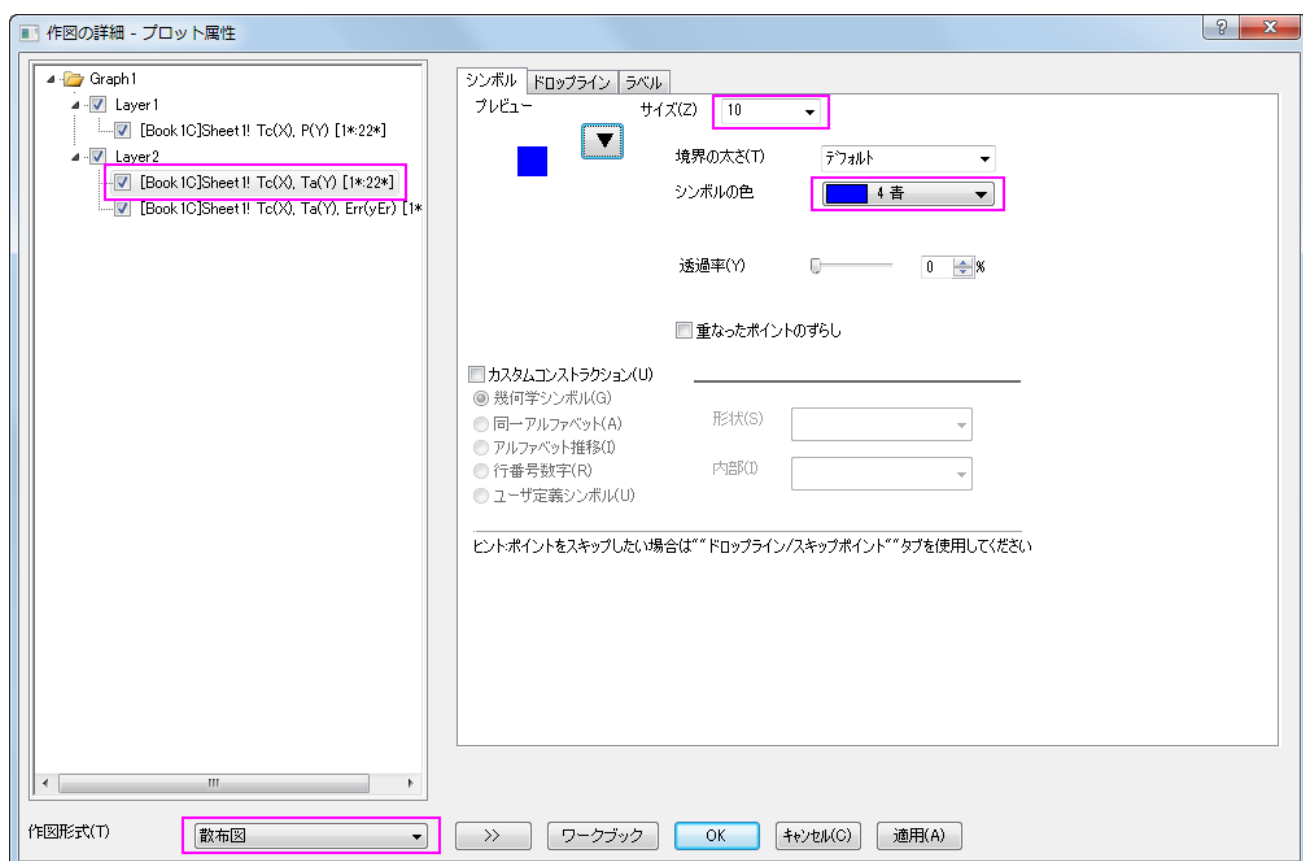 作図の詳細 - プロット属性
Graph1
Layer1
[Book1C]Sheet1! Tc(X), P(Y) [1*:22*]
Layer2
[Book1C]Sheet1! Tc(X), Ta(Y) [1*:22*]
[Book1C]Sheet1! Tc(X), Ta(Y), Err(yEr) [1*
シンボル ドロップライン ラベル
プレビュー サイズ(Z) 10
境界の太さ(T) デフォルト
シンボルの色 4 青
透過率(Y) 0 %
重なったポイントのずらし
カスタムコンストラクション(U)
幾何学シンボル(G)
同一アルファベット(A) 形状(S)
アルファベット推移(I)
行番号数字(R) 内部(I)
ユーザ定義シンボル(U)
ヒント:ポイントをスキップしたい場合は""ドロップライン/スキップポイント""タブを使用してください
作図形式(T) 散布図 >> ワークブック OK キャンセル(C) 適用(A)